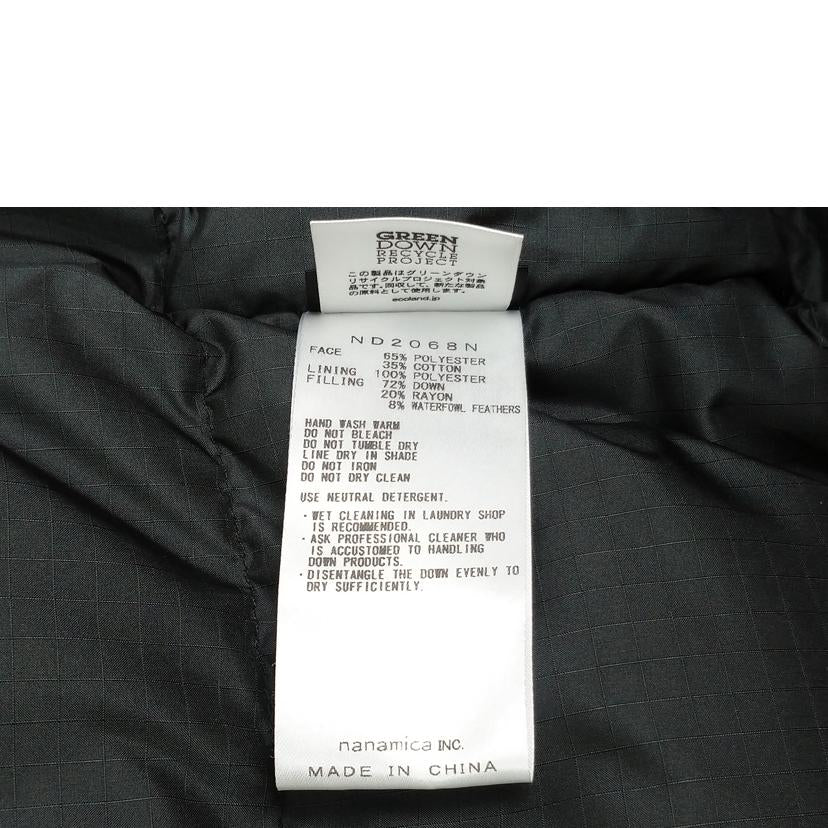 GREEN
DOWN
RECYCLE
PROJECT
この製品はグリーンダウン
リサイクルプロジェクト対象
品です。回収して、新たな製品
の原料として使用します。
ecoland.jp
ND2068N
FACE 65% POLYESTER
35% COTTON
LINING 100% POLYESTER
FILLING 72% DOWN
20% RAYON
8% WATERFOWL FEATHERS
HAND WASH WARM
DO NOT BLEACH
DO NOT TUMBLE DRY
LINE DRY IN SHADE
DO NOT IRON
DO NOT DRY CLEAN
USE NEUTRAL DETERGENT.
・WET CLEANING IN LAUNDRY SHOP
IS RECOMMENDED.
・ASK PROFESSIONAL CLEANER WHO
IS ACCUSTOMED TO HANDLING
DOWN PRODUCTS.
・DISENTANGLE THE DOWN EVENLY TO
DRY SUFFICIENTLY.
nanamica INC.
MADE IN CHINA